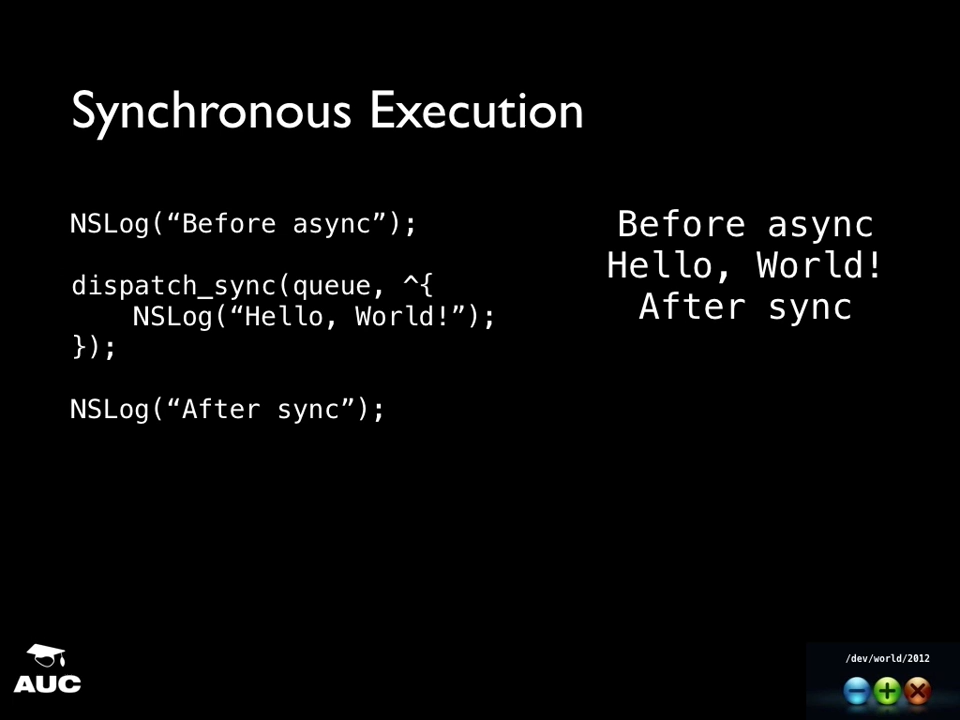 Synchronous Execution
NSLog(“Before async”);
dispatch_sync(queue, ^{
    NSLog(“Hello, World!”);
});
NSLog(“After sync”);
Before async
Hello, World!
After sync
AUC
/dev/world/2012